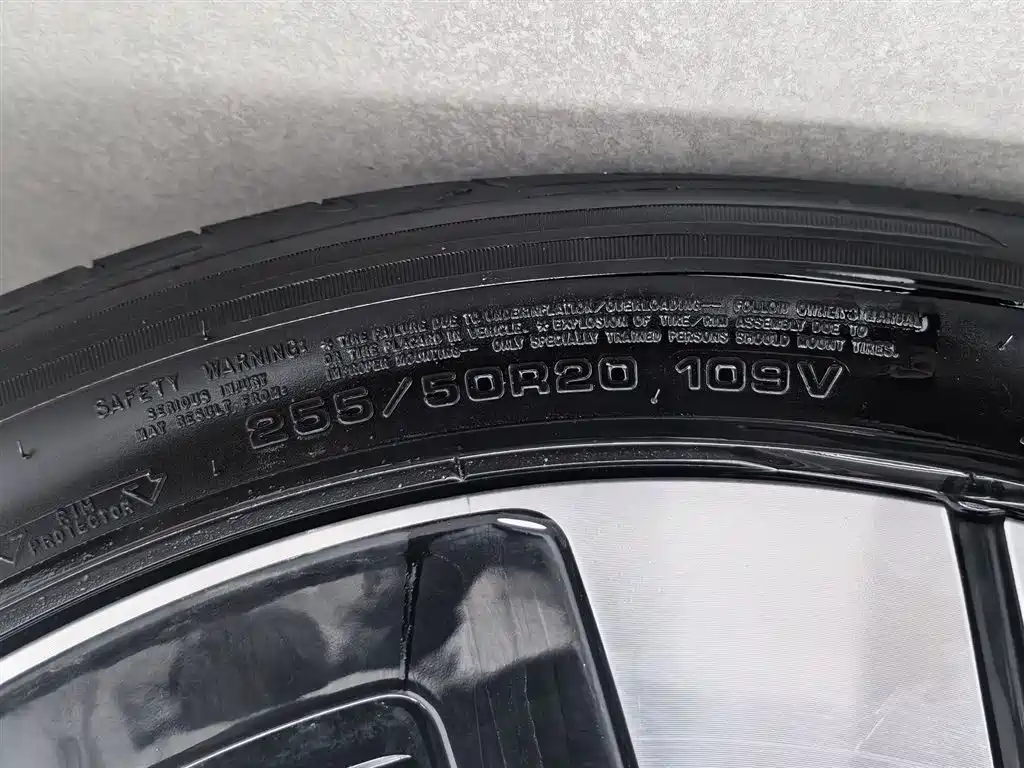 SAFETY WARNING:
SERIOUS INJURY
MAY RESULT FROM:
* TIRE FAILURE DUE TO UNDERINFLATION/OVERLOADING— FOLLOW OWNER'S MANUAL
OR TIRE PLACARD IN VEHICLE. * EXPLOSION OF TIRE/RIM ASSEMBLY DUE TO
IMPROPER MOUNTING— ONLY SPECIALLY TRAINED PERSONS SHOULD MOUNT TIRES.
255/50R20 109V
RIM
PROTECTOR